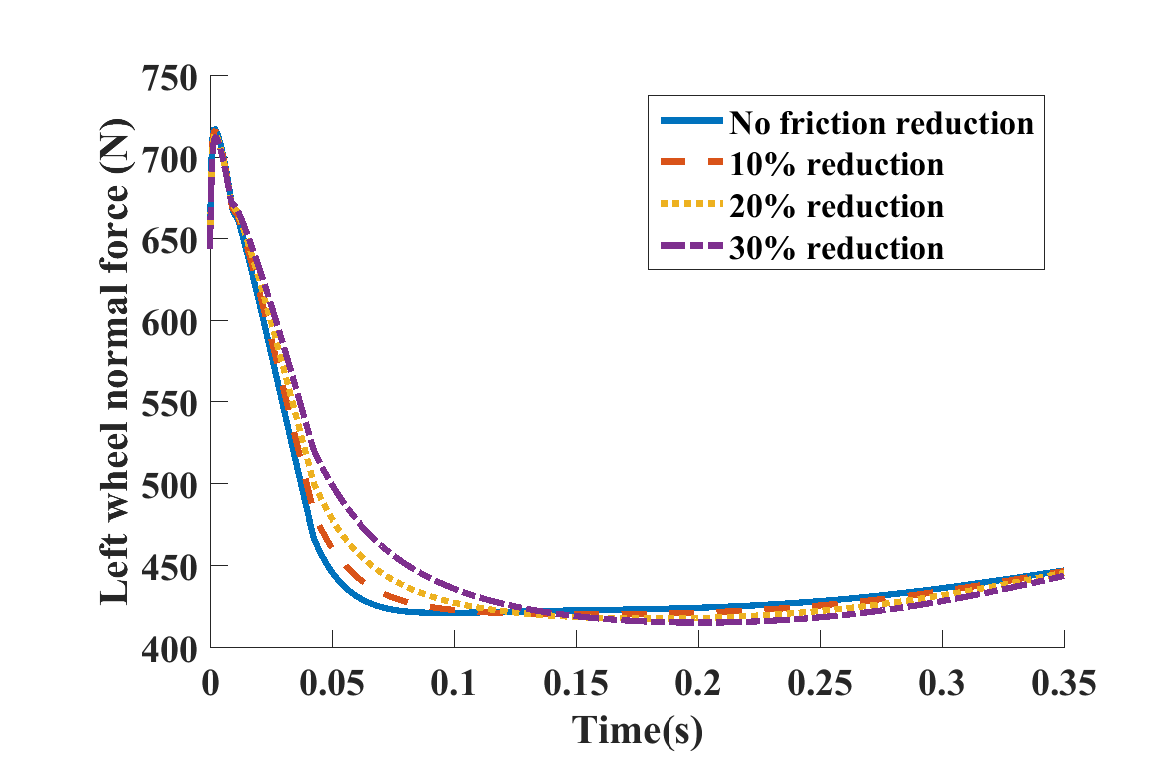 750
700
650
600
550
500
450
400
Left wheel normal force (N)
No friction reduction
10% reduction
20% reduction
30% reduction
0 0.05 0.1 0.15 0.2 0.25 0.3 0.35
Time(s)